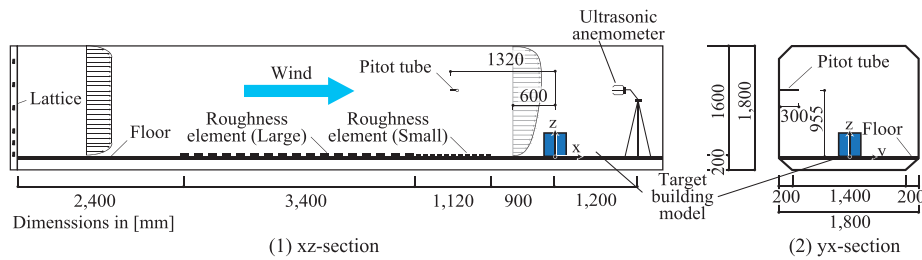 Ultrasonic
anemometer
1320
Pitot tube
Wind
600
Lattice
Roughness
element (Large)
Roughness
element (Small)
Floor
z
x
2,400
3,400
1,120
900
1,200
Target
building
model
Dimenssions in [mm]
(1) xz-section
1600
1,800
200
Pitot tube
300
955
z
Floor
y
200
1,400
200
1,800
(2) yx-section